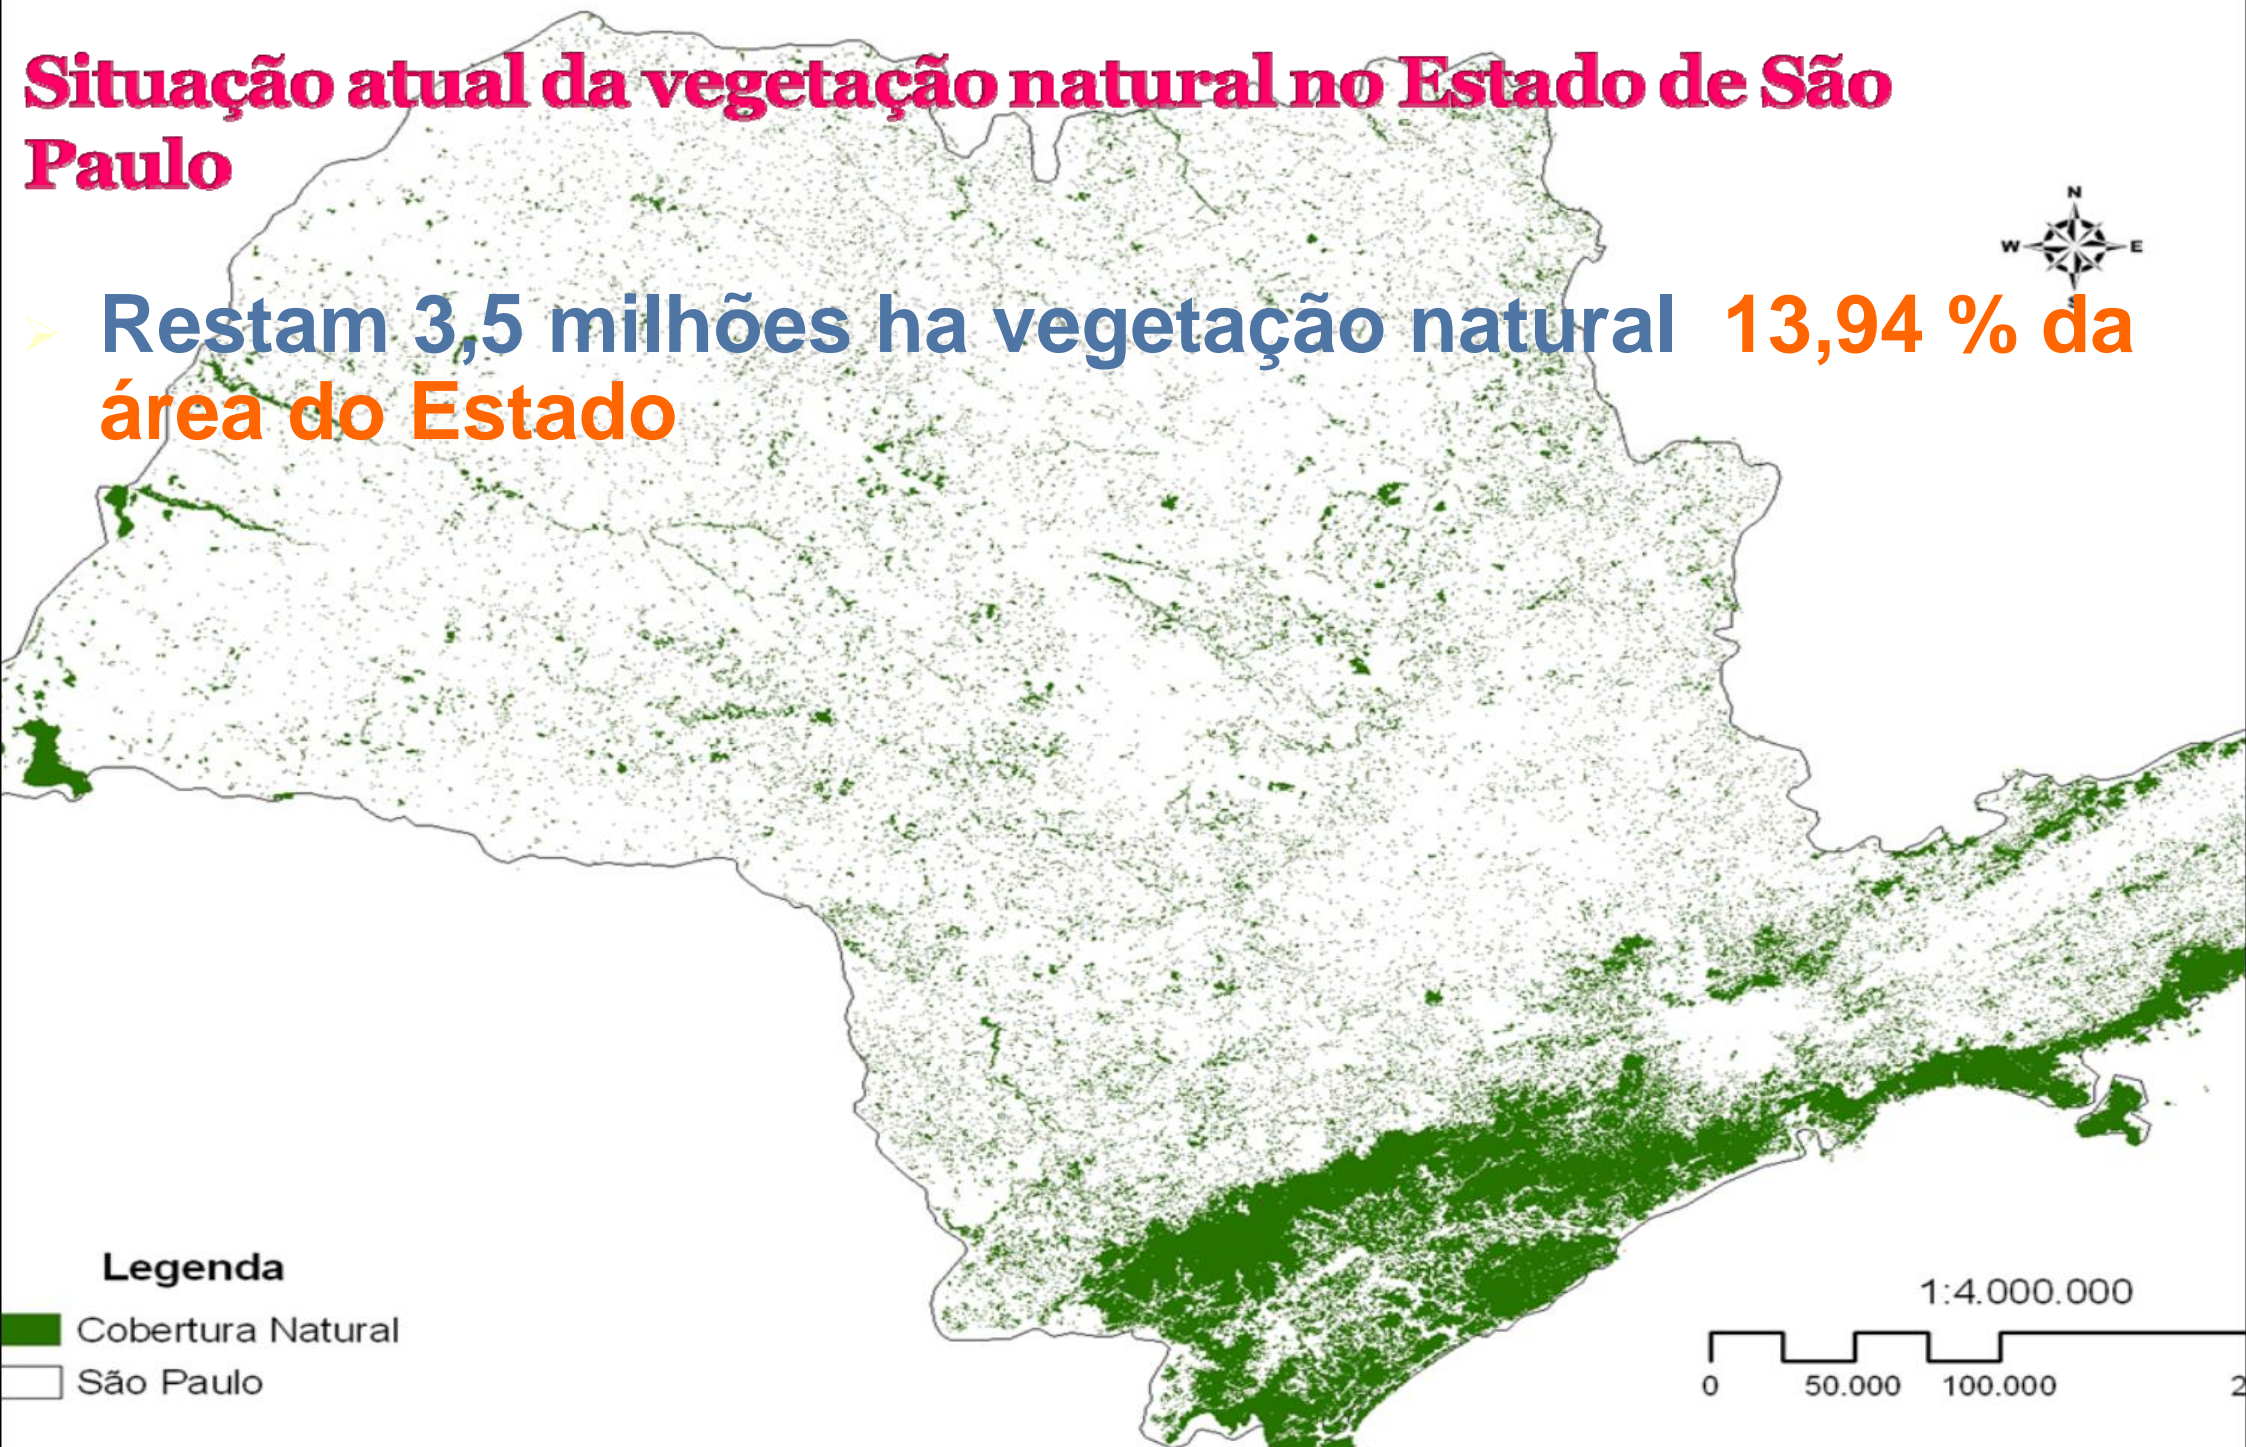 Situação atual da vegetação natural no Estado de São
Paulo
N
W E
S
➢ Restam 3,5 milhões ha vegetação natural 13,94 % da
área do Estado
Legenda
Cobertura Natural
São Paulo
1:4.000.000
0 50.000 100.000 2